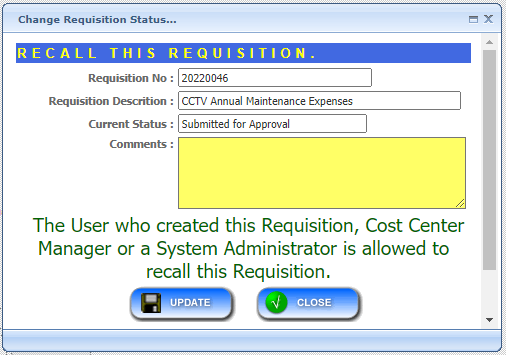 Change Requisition Status...
RECALL THIS REQUISITION.
Requisition No : 20220046
Requisition Descrition : CCTV Annual Maintenance Expenses
Current Status : Submitted for Approval
Comments :
The User who created this Requisition, Cost Center
Manager or a System Administrator is allowed to
recall this Requisition.
UPDATE CLOSE